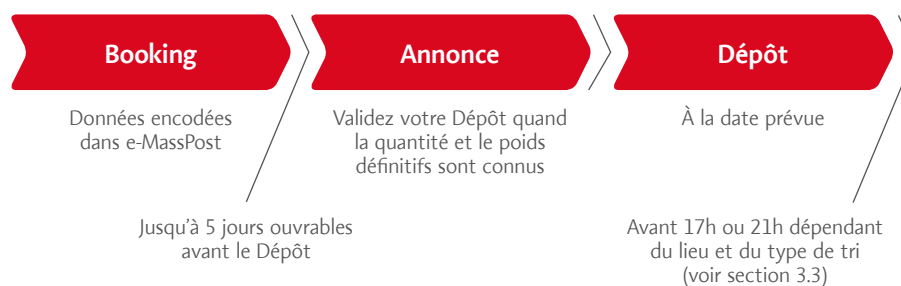 Booking
Données encodées
dans e-MassPost
Jusqu'à 5 jours ouvrables
avant le Dépôt
Annonce
Validez votre Dépôt quand
la quantité et le poids
définitifs sont connus
Dépôt
À la date prévue
Avant 17h ou 21h dépendant
du lieu et du type de tri
(voir section 3.3)